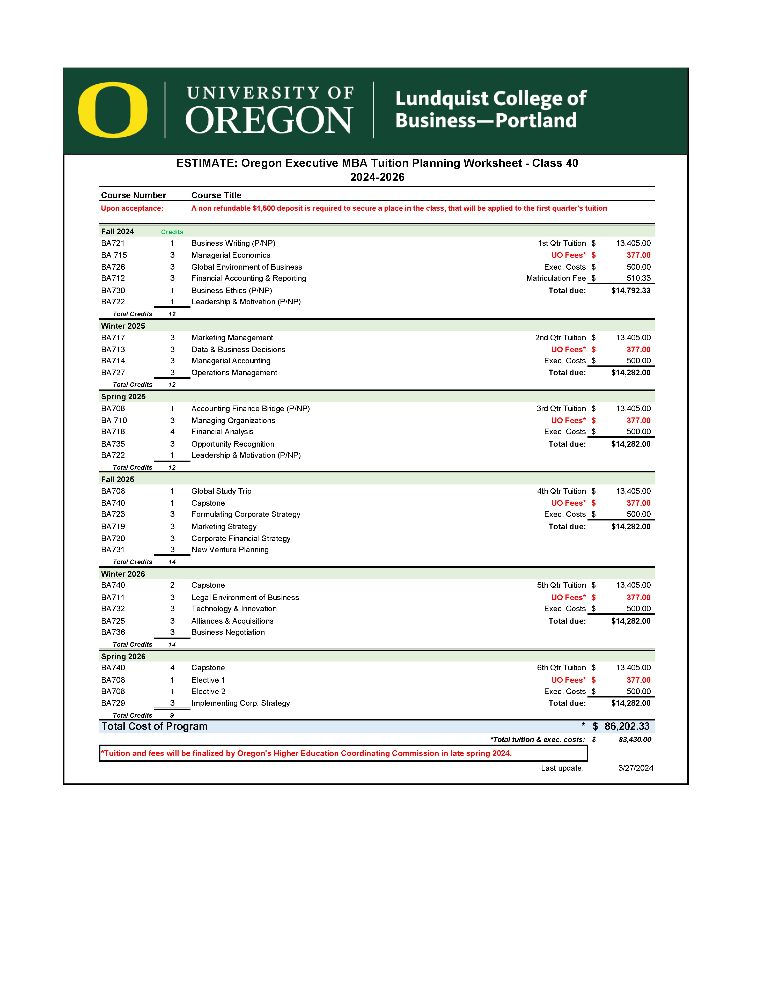 UNIVERSITY OF
OREGON
Lundquist College of
Business—Portland
ESTIMATE: Oregon Executive MBA Tuition Planning Worksheet - Class 40
2024-2026
Course Number Course Title
Upon acceptance: A non refundable $1,500 deposit is required to secure a place in the class, that will be applied to the first quarter's tuition
Fall 2024 Credits
BA721 1 Business Writing (P/NP) 1st Qtr Tuition $ 13,405.00
BA 715 3 Managerial Economics UO Fees* $ 377.00
BA726 3 Global Environment of Business Exec. Costs $ 500.00
BA712 3 Financial Accounting & Reporting Matriculation Fee $ 510.33
BA730 1 Business Ethics (P/NP) Total due: $14,792.33
BA722 1 Leadership & Motivation (P/NP)
Total Credits 12
Winter 2025
BA717 3 Marketing Management 2nd Qtr Tuition $ 13,405.00
BA713 3 Data & Business Decisions UO Fees* $ 377.00
BA714 3 Managerial Accounting Exec. Costs $ 500.00
BA727 3 Operations Management Total due: $14,282.00
Total Credits 12
Spring 2025
BA708 1 Accounting Finance Bridge (P/NP) 3rd Qtr Tuition $ 13,405.00
BA 710 3 Managing Organizations UO Fees* $ 377.00
BA718 4 Financial Analysis Exec. Costs $ 500.00
BA735 3 Opportunity Recognition Total due: $14,282.00
BA722 1 Leadership & Motivation (P/NP)
Total Credits 12
Fall 2025
BA708 1 Global Study Trip 4th Qtr Tuition $ 13,405.00
BA740 1 Capstone UO Fees* $ 377.00
BA723 3 Formulating Corporate Strategy Exec. Costs $ 500.00
BA719 3 Marketing Strategy Total due: $14,282.00
BA720 3 Corporate Financial Strategy
BA731 3 New Venture Planning
Total Credits 14
Winter 2026
BA740 2 Capstone 5th Qtr Tuition $ 13,405.00
BA711 3 Legal Environment of Business UO Fees* $ 377.00
BA732 3 Technology & Innovation Exec. Costs $ 500.00
BA725 3 Alliances & Acquisitions Total due: $14,282.00
BA736 3 Business Negotiation
Total Credits 14
Spring 2026
BA740 4 Capstone 6th Qtr Tuition $ 13,405.00
BA708 1 Elective 1 UO Fees* $ 377.00
BA708 1 Elective 2 Exec. Costs $ 500.00
BA729 3 Implementing Corp. Strategy Total due: $14,282.00
Total Credits 9
Total Cost of Program * $ 86,202.33
*Total tuition & exec. costs: $ 83,430.00
*Tuition and fees will be finalized by Oregon's Higher Education Coordinating Commission in late spring 2024.
Last update: 3/27/2024